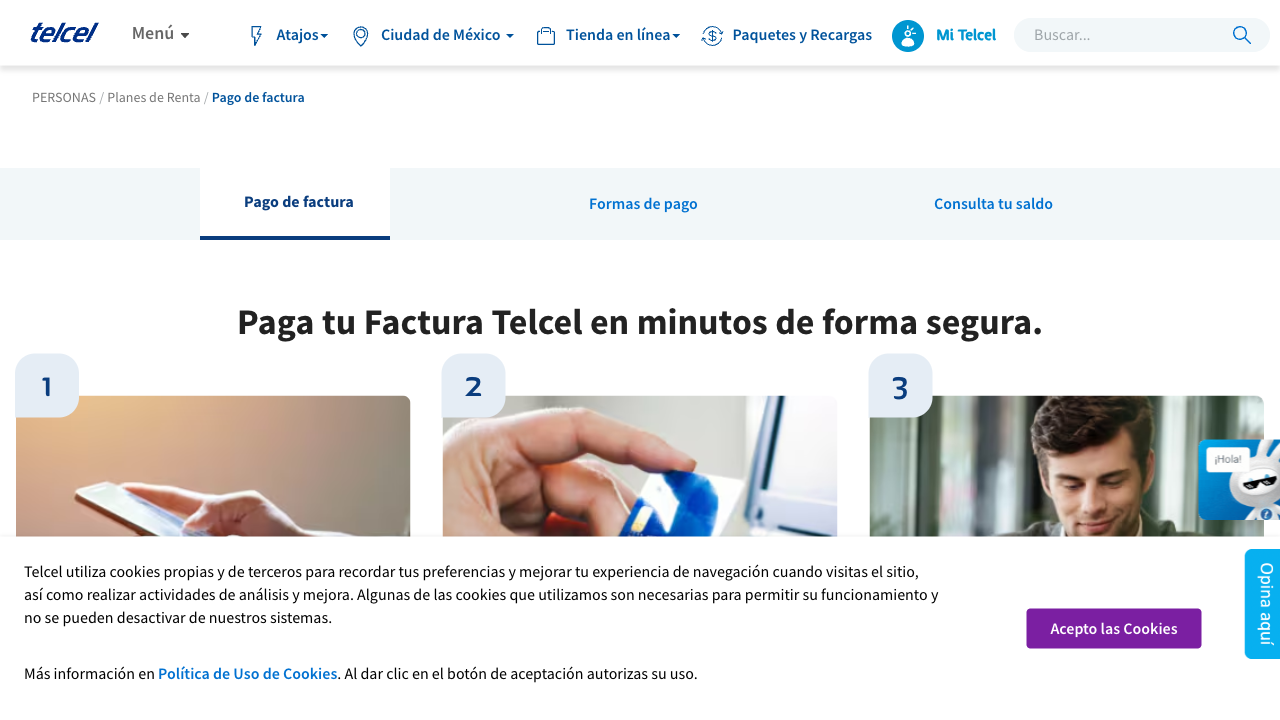 telcel
Menú
Atajos
Ciudad de México
Tienda en línea
Paquetes y Recargas
Mi Telcel
Buscar...
PERSONAS / Planes de Renta / Pago de factura
Pago de factura
Formas de pago
Consulta tu saldo
Paga tu Factura Telcel en minutos de forma segura.
1
2
3
¡Hola!
Telcel utiliza cookies propias y de terceros para recordar tus preferencias y mejorar tu experiencia de navegación cuando visitas el sitio,
así como realizar actividades de análisis y mejora. Algunas de las cookies que utilizamos son necesarias para permitir su funcionamiento y
no se pueden desactivar de nuestros sistemas.
Más información en Política de Uso de Cookies. Al dar clic en el botón de aceptación autorizas su uso.
Acepto las Cookies
Opina aquí